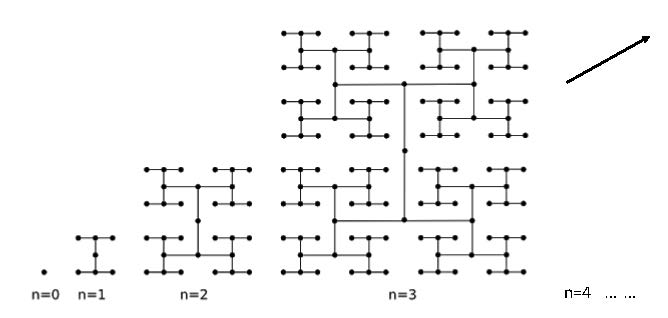 n=0 n=1 n=2 n=3 n=4 ... ...